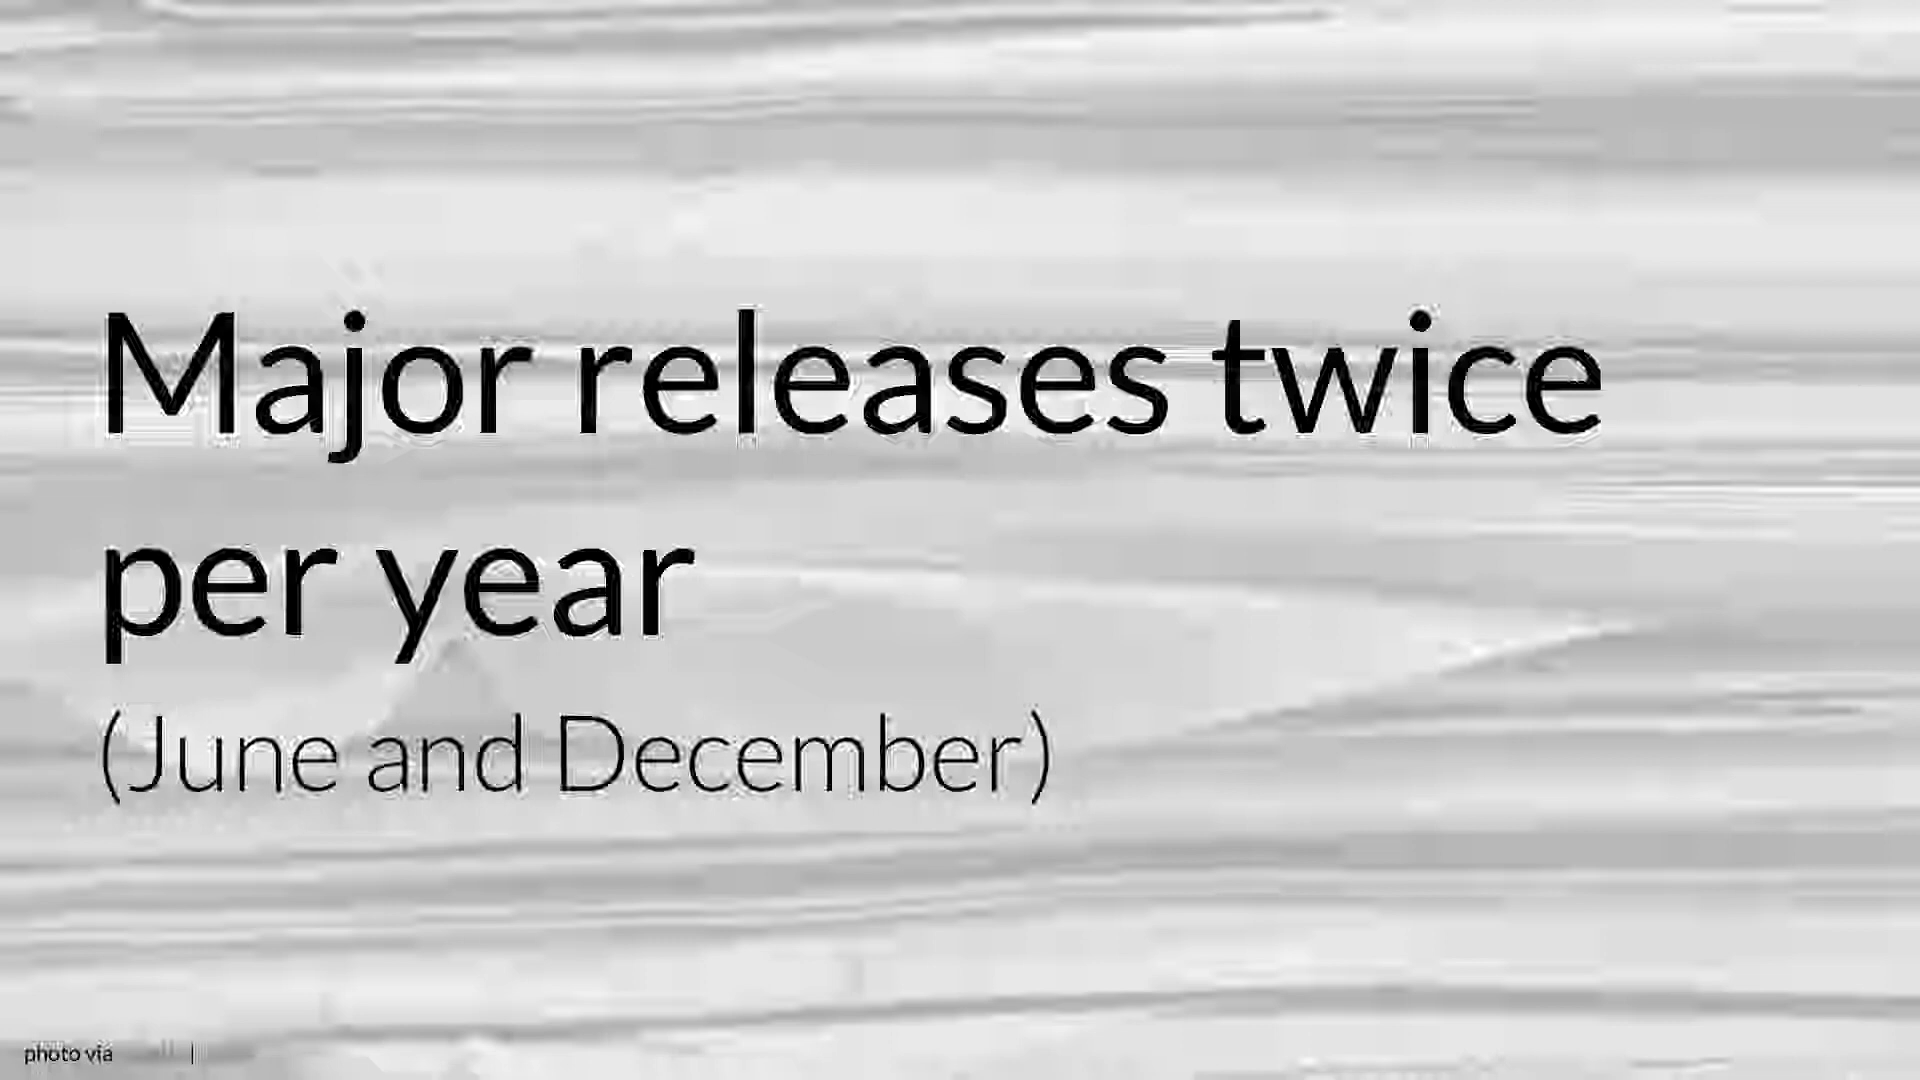 Major releases twice
per year
(June and December)
photo via |